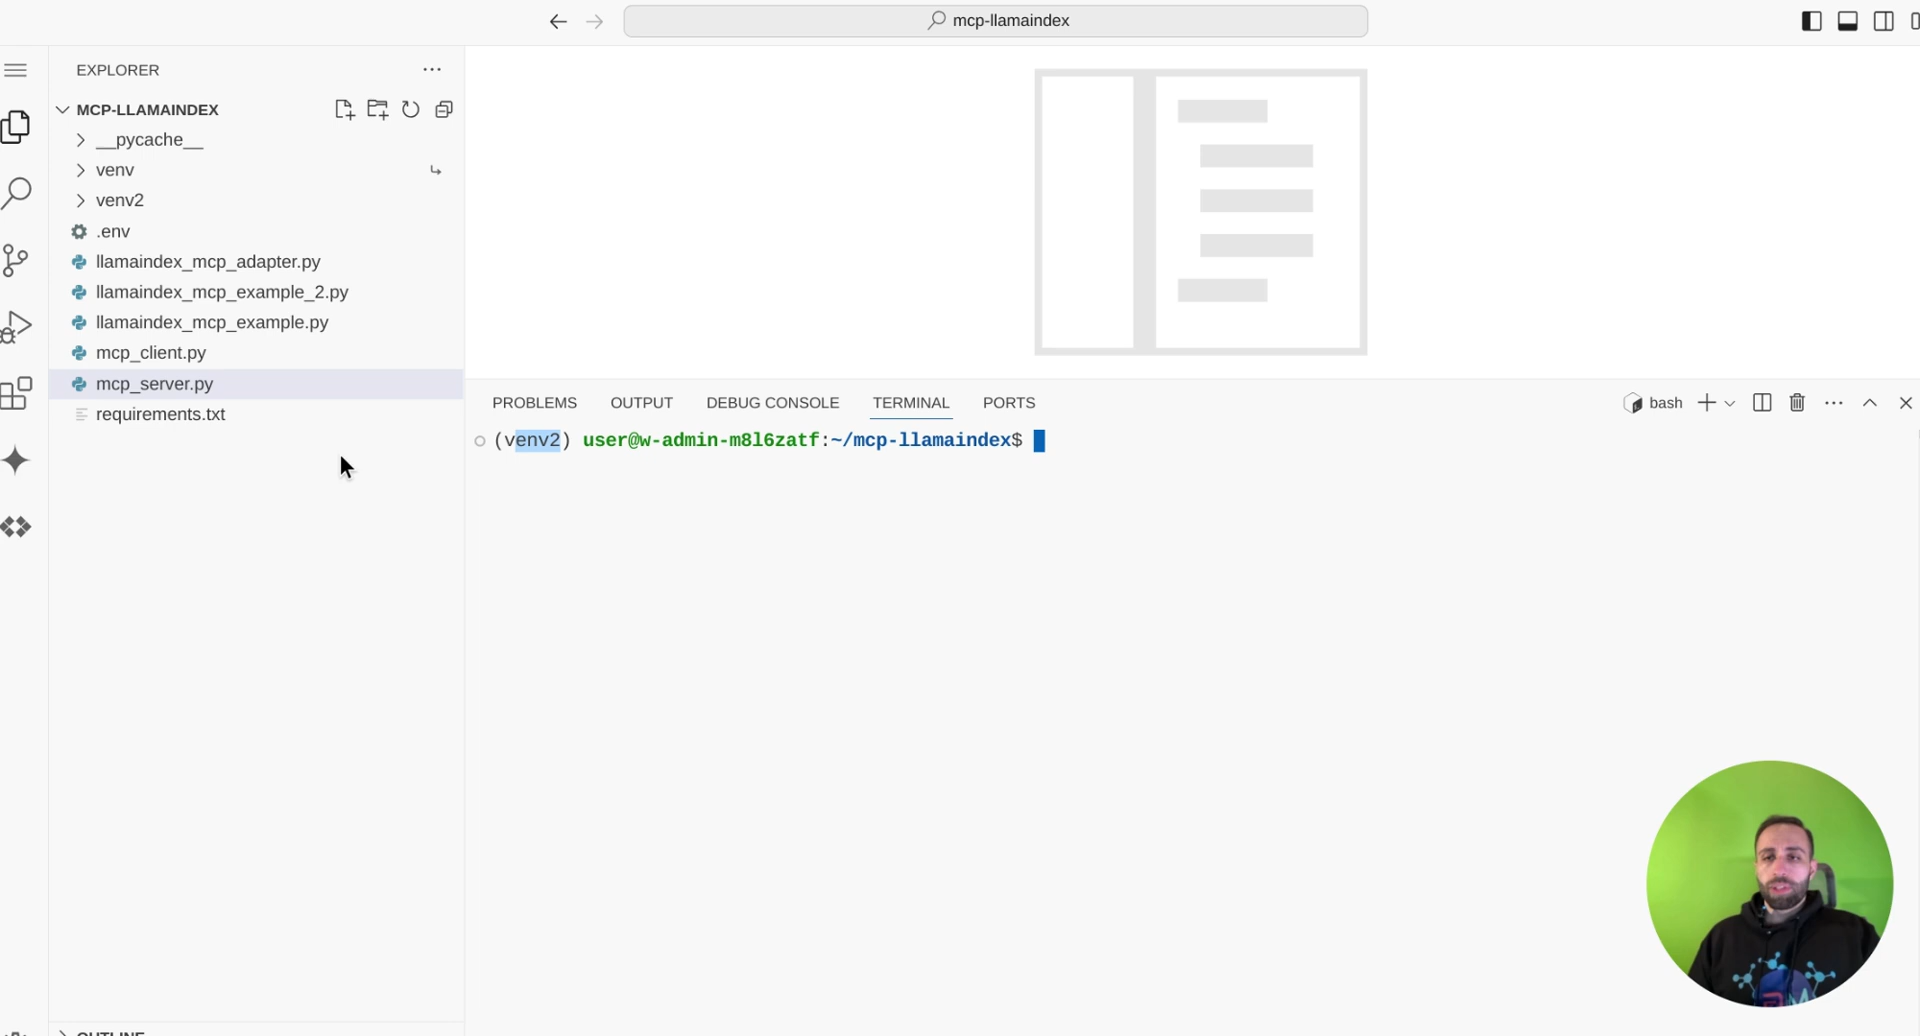 mcp-llamaindex
EXPLORER
MCP-LLAMAINDEX
__pycache__
venv
venv2
.env
llamaindex_mcp_adapter.py
llamaindex_mcp_example_2.py
llamaindex_mcp_example.py
mcp_client.py
mcp_server.py
requirements.txt
OUTLINE
PROBLEMS OUTPUT DEBUG CONSOLE TERMINAL PORTS
bash
(venv2) user@w-admin-m8l6zatf:~/mcp-llamaindex$